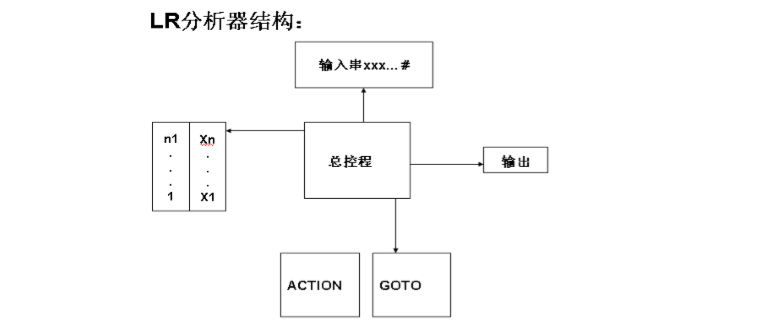 LR分析器结构：
输入串xxx...#
n1 Xn
. .
. .
. .
1 X1
总控程
输出
ACTION GOTO